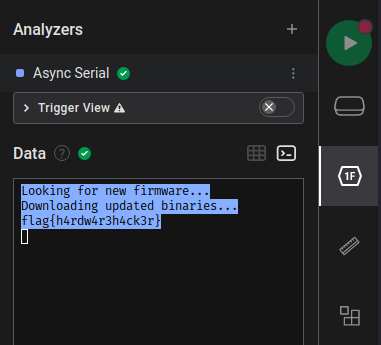 Analyzers
Async Serial
Trigger View
Data
1F
Looking for new firmware...
Downloading updated binaries...
flag{h4rdw4r3h4ck3r}